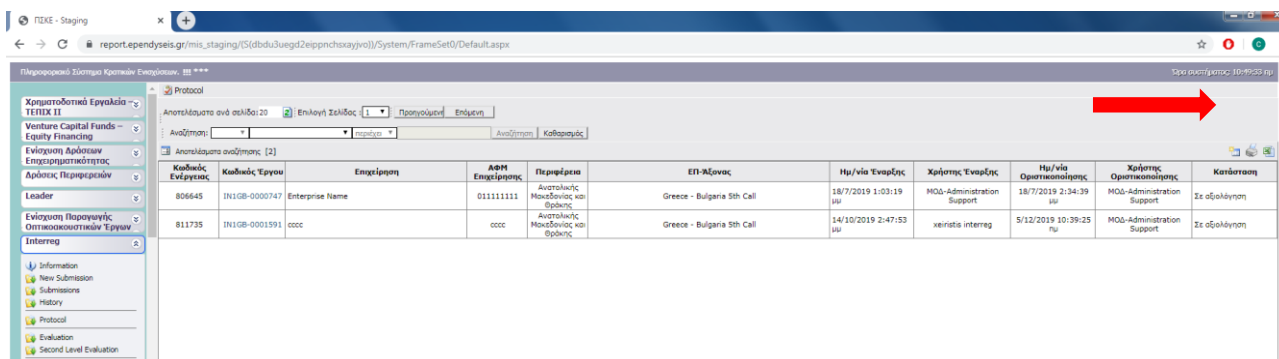 ΠΣΚΕ - Staging
report.ependyseis.gr/mis_staging/(S(dbdu3uegd2eippnchsxayjvo))/System/FrameSet0/Default.aspx
Πληροφοριακό Σύστημα Κρατικών Ενισχύσεων. !!! ***
Ώρα συστήματος: 10:49:33 πμ
Χρηματοδοτικά Εργαλεία – ΤΕΠΙΧ ΙΙ
Venture Capital Funds – Equity Financing
Ενίσχυση Δράσεων Επιχειρηματικότητας
Δράσεις Περιφερειών
Leader
Ενίσχυση Παραγωγής Οπτικοακουστικών Έργων
Interreg
Information
New Submission
Submissions
History
Protocol
Evaluation
Second Level Evaluation
Protocol
Αποτελέσματα ανά σελίδα: 20 Επιλογή Σελίδας : 1 Προηγούμενη Επόμενη
Αναζήτηση: περιέχει Αναζήτηση Καθαρισμός
Αποτελέσματα αναζήτησης [2]
Κωδικός Ενέργειας Κωδικός Έργου Επιχείρηση ΑΦΜ Επιχείρησης Περιφέρεια ΕΠ-Άξονας Ημ/νία Έναρξης Χρήστης Έναρξης Ημ/νία Οριστικοποίησης Χρήστης Οριστικοποίησης Κατάσταση
806645 IN1GB-0000747 Enterprise Name 011111111 Ανατολικής Μακεδονίας και Θράκης Greece - Bulgaria 5th Call 18/7/2019 1:03:19 μμ ΜΟΔ-Administration Support 18/7/2019 2:34:39 μμ ΜΟΔ-Administration Support Σε αξιολόγηση
811735 IN1GB-0001591 cccc cccc Ανατολικής Μακεδονίας και Θράκης Greece - Bulgaria 5th Call 14/10/2019 2:47:53 μμ xeiristis interreg 5/12/2019 10:39:25 πμ ΜΟΔ-Administration Support Σε αξιολόγηση